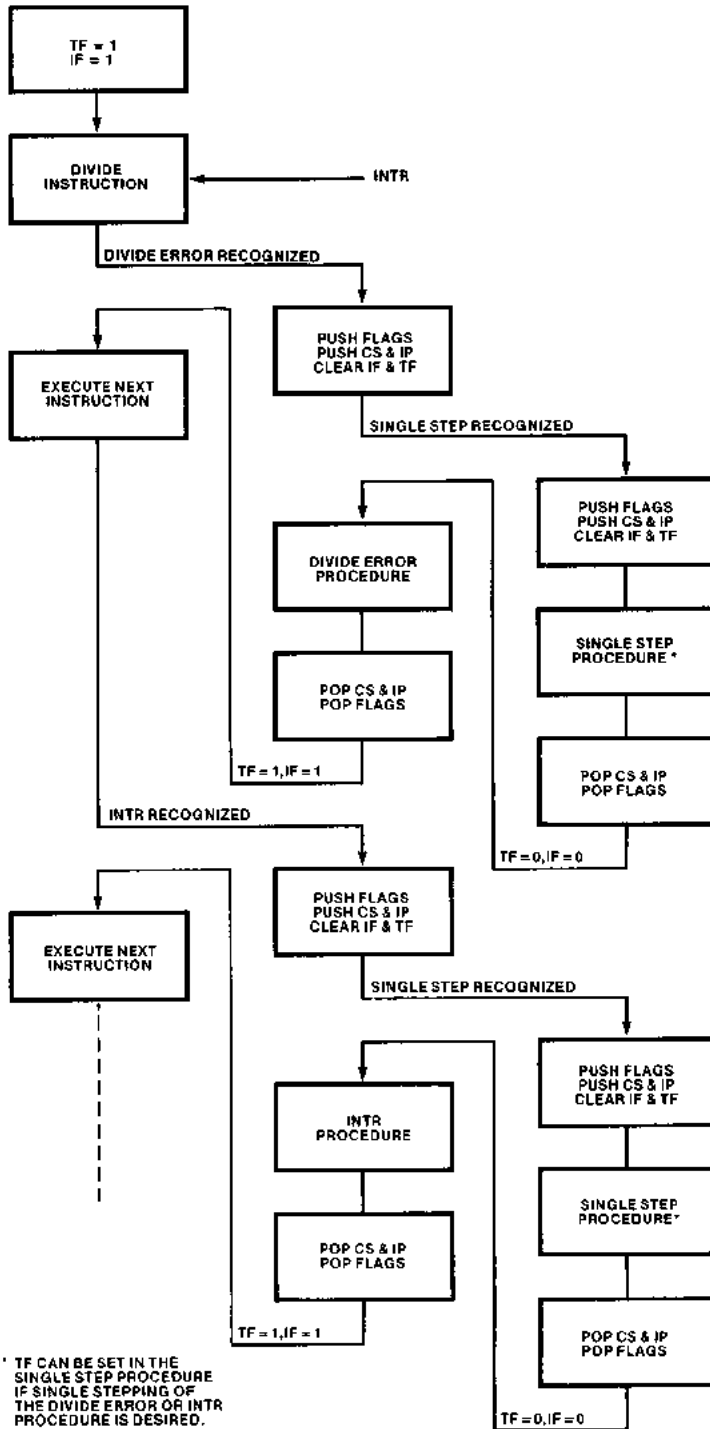 TF = 1
IF = 1
DIVIDE
INSTRUCTION
INTR
DIVIDE ERROR RECOGNIZED
PUSH FLAGS
PUSH CS & IP
CLEAR IF & TF
EXECUTE NEXT
INSTRUCTION
SINGLE STEP RECOGNIZED
PUSH FLAGS
PUSH CS & IP
CLEAR IF & TF
DIVIDE ERROR
PROCEDURE
SINGLE STEP
PROCEDURE *
POP CS & IP
POP FLAGS
TF = 1, IF = 1
POP CS & IP
POP FLAGS
INTR RECOGNIZED
TF=0, IF=0
PUSH FLAGS
PUSH CS & IP
CLEAR IF & TF
EXECUTE NEXT
INSTRUCTION
SINGLE STEP RECOGNIZED
PUSH FLAGS
PUSH CS & IP
CLEAR IF & TF
INTR
PROCEDURE
SINGLE STEP
PROCEDURE*
POP CS & IP
POP FLAGS
TF = 1, IF = 1
POP CS & IP
POP FLAGS
* TF CAN BE SET IN THE
SINGLE STEP PROCEDURE
IF SINGLE STEPPING OF
THE DIVIDE ERROR OR INTR
PROCEDURE IS DESIRED.
TF=0, IF=0